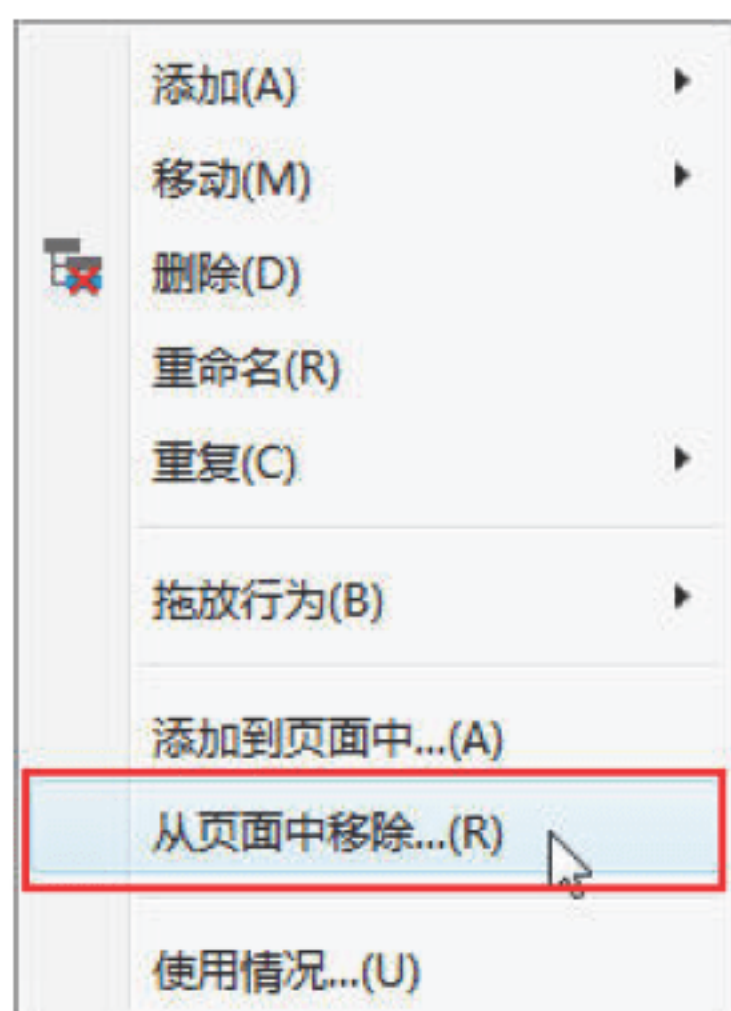 添加(A)
移动(M)
删除(D)
重命名(R)
重复(C)
拖放行为(B)
添加到页面中...(A)
从页面中移除...(R)
使用情况...(U)